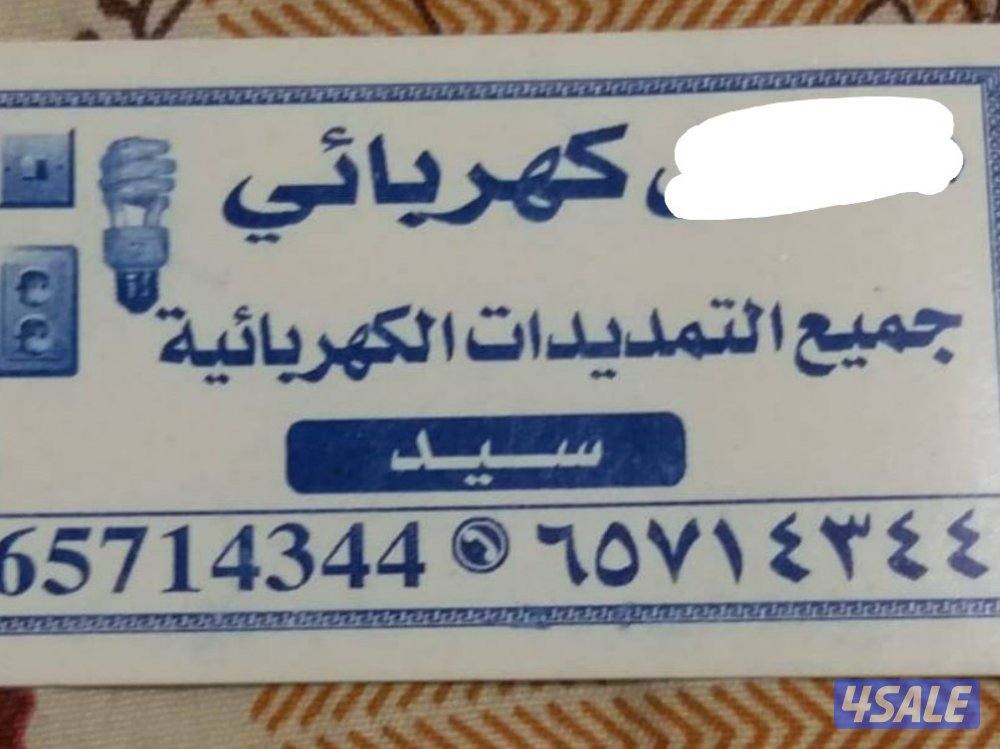 كهربائي
جميع التمديدات الكهربائية
سيد
65714344 ٦٥٧١٤٣٤٤
4SALE